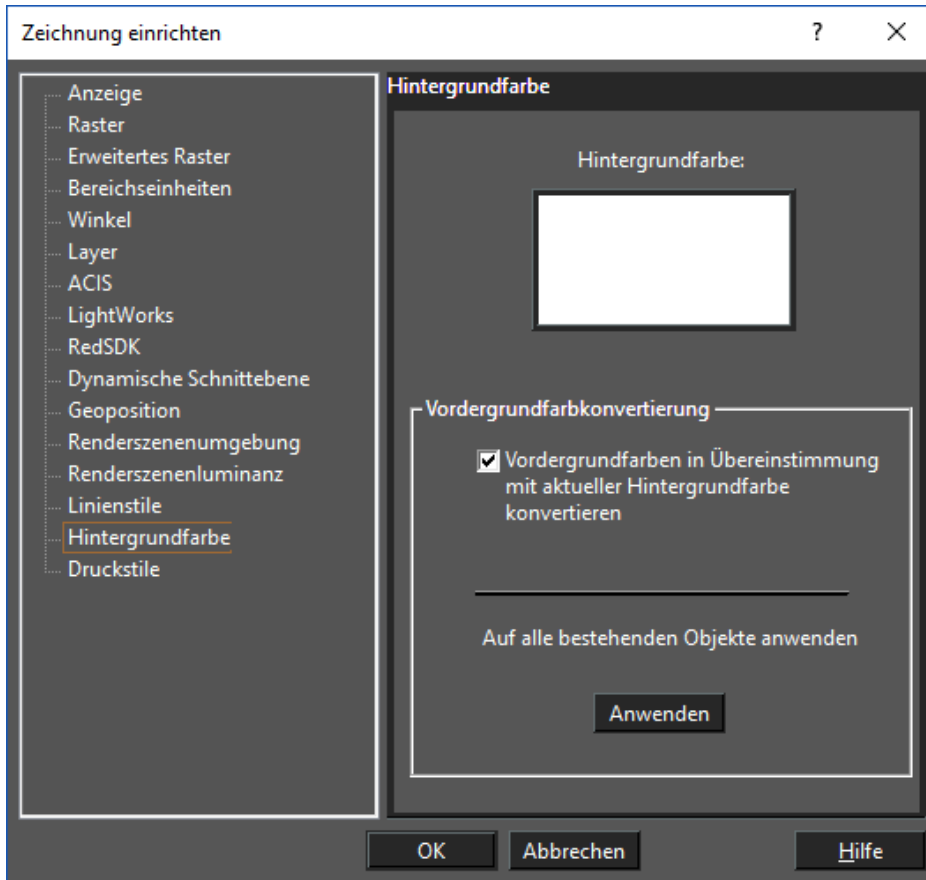 Zeichnung einrichten
?
Anzeige
Raster
Erweitertes Raster
Bereichseinheiten
Winkel
Layer
ACIS
LightWorks
RedSDK
Dynamische Schnittebene
Geoposition
Renderszenenumgebung
Renderszenenluminanz
Linienstile
Hintergrundfarbe
Druckstile
Hintergrundfarbe
Hintergrundfarbe:
Vordergrundfarbkonvertierung
Vordergrundfarben in Übereinstimmung
mit aktueller Hintergrundfarbe
konvertieren
Auf alle bestehenden Objekte anwenden
Anwenden
OK
Abbrechen
Hilfe